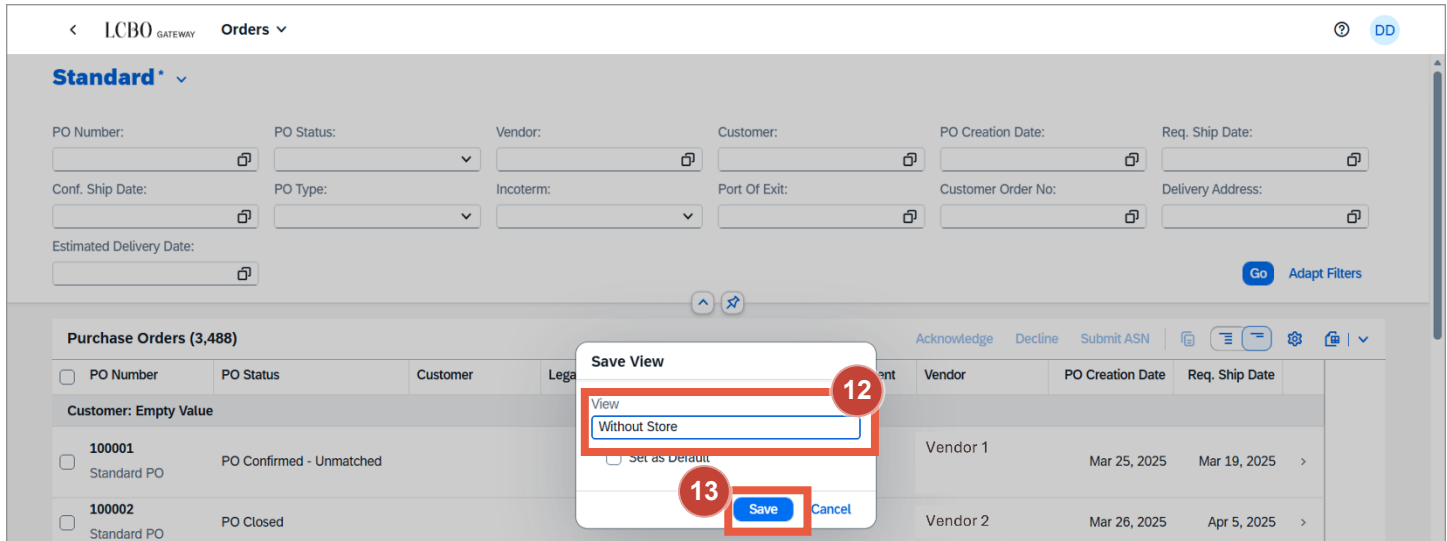 LCBO GATEWAY Orders DD
Standard*
PO Number: PO Status: Vendor: Customer: PO Creation Date: Req. Ship Date:
Conf. Ship Date: PO Type: Incoterm: Port Of Exit: Customer Order No: Delivery Address:
Estimated Delivery Date:
Go Adapt Filters
Purchase Orders (3,488) Acknowledge Decline Submit ASN
PO Number PO Status Customer Vendor PO Creation Date Req. Ship Date
Customer: Empty Value
100001
Standard PO
PO Confirmed - Unmatched Vendor 1 Mar 25, 2025 Mar 19, 2025
100002
Standard PO
PO Closed Vendor 2 Mar 26, 2025 Apr 5, 2025
Save View
12
View
Without Store
Set as Default
13
Save Cancel